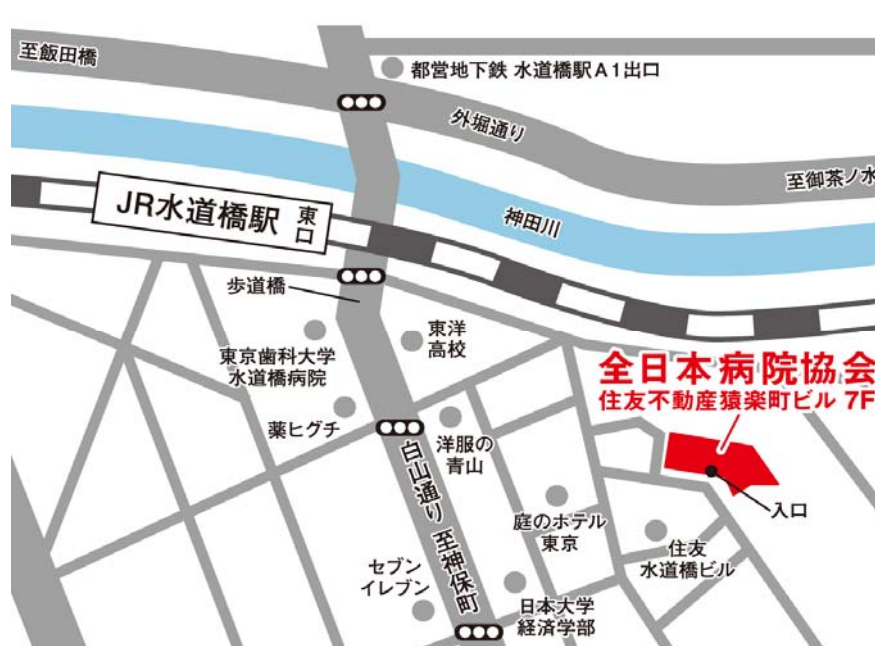 至飯田橋
都営地下鉄 水道橋駅A1出口
外堀通り
至御茶ノ水
JR水道橋駅 東口
神田川
歩道橋
東洋
高校
東京歯科大学
水道橋病院
全日本病院協会
住友不動産猿楽町ビル 7F
薬ヒグチ
洋服の
青山
白山通り 至神保町
入口
庭のホテル
東京
住友
水道橋ビル
セブン
イレブン
日本大学
経済学部